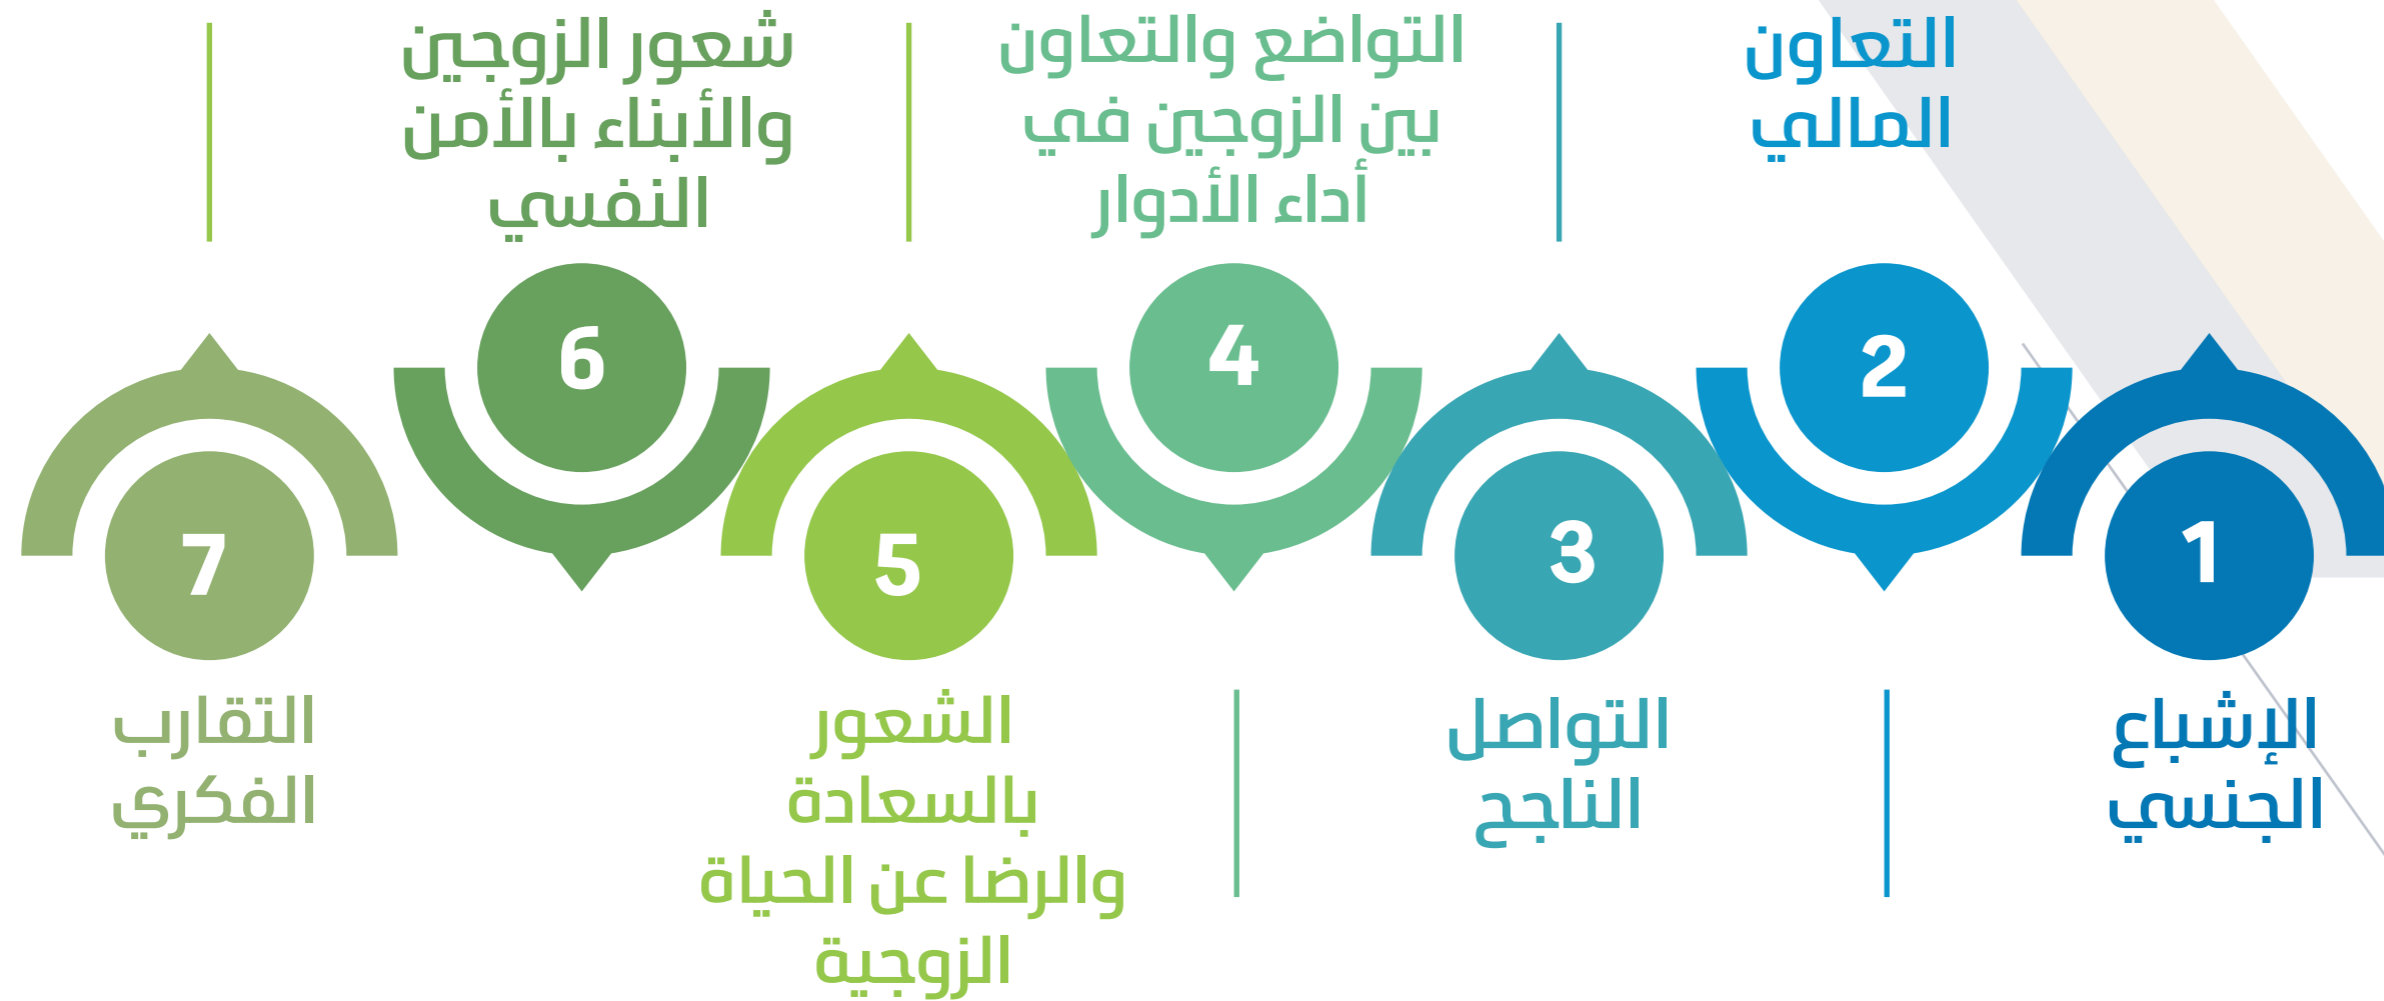 1
الإشباع
الجنسي
2
التعاون
المالي
3
التواصل
الناجح
4
التواضع والتعاون
بين الزوجين في
أداء الأدوار
5
الشعور
بالسعادة
والرضا عن الحياة
الزوجية
6
شعور الزوجين
والأبناء بالأمن
النفسي
7
التقارب
الفكري